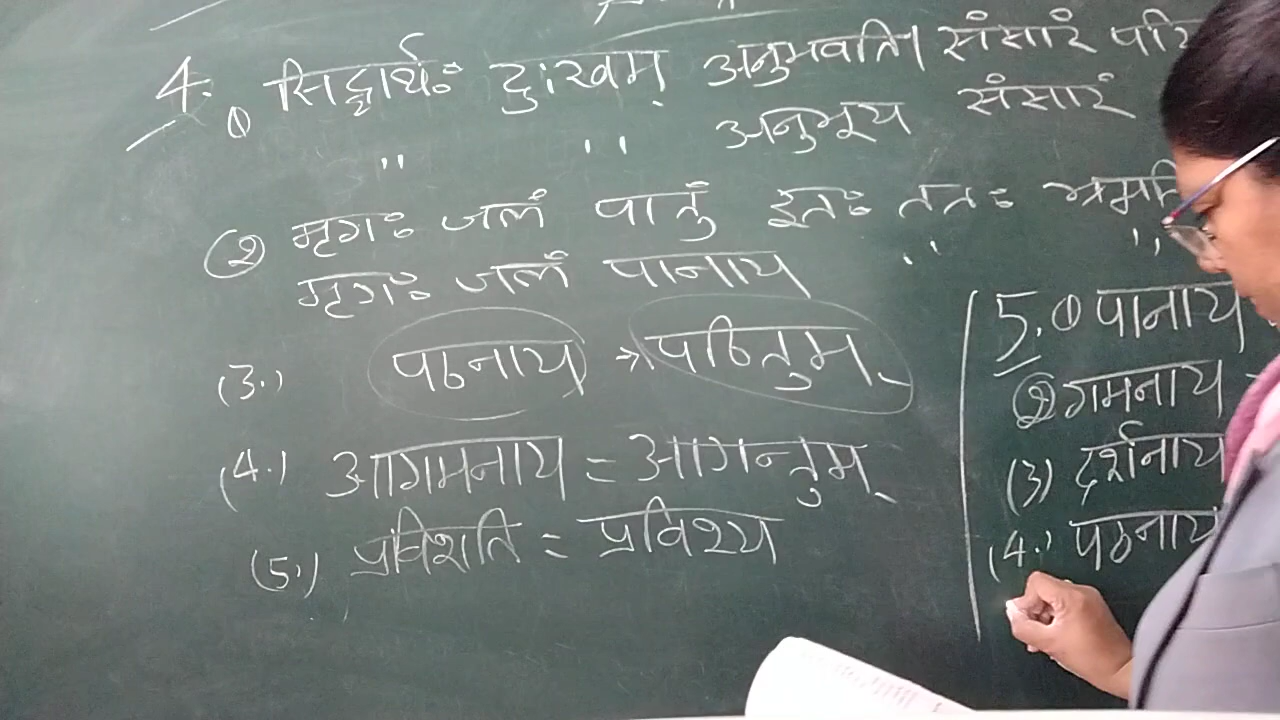 4. ① सिद्धार्थः दुःखम् अनुभवति। संसारं
" " अनुभूय संसारं
② मृगः जलं पातुं इतः ततः भ्रमति
मृगः जलं पानाय " "
(3.) पठनाय → पठितुम्
(4.) आगमनाय = आगन्तुम्
(5.) प्रविशति = प्रविश्य
5. ① पानाय
② गमनाय -
(3) दर्शनाय
(4.) पठनाय